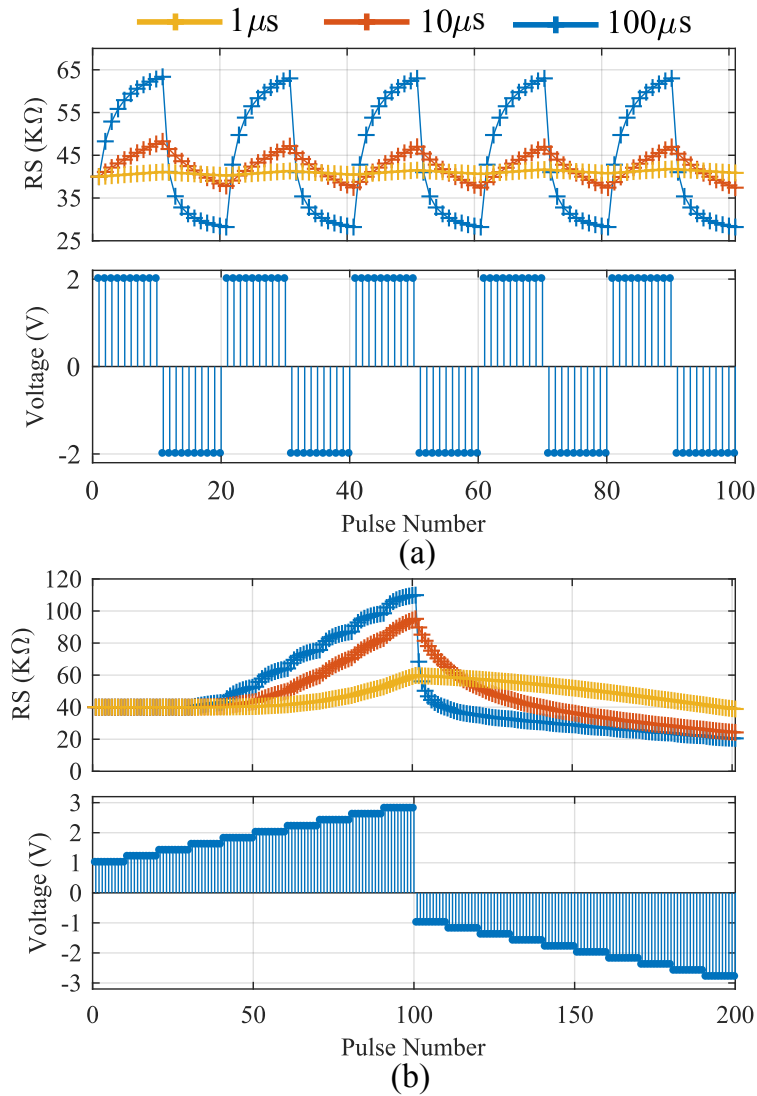 1μs 10μs 100μs
65
55
45
35
25
RS (KΩ)
2
0
-2
Voltage (V)
0 20 40 60 80 100
Pulse Number
(a)
120
100
80
60
40
20
0
RS (KΩ)
3
2
1
0
-1
-2
-3
Voltage (V)
0 50 100 150 200
Pulse Number
(b)